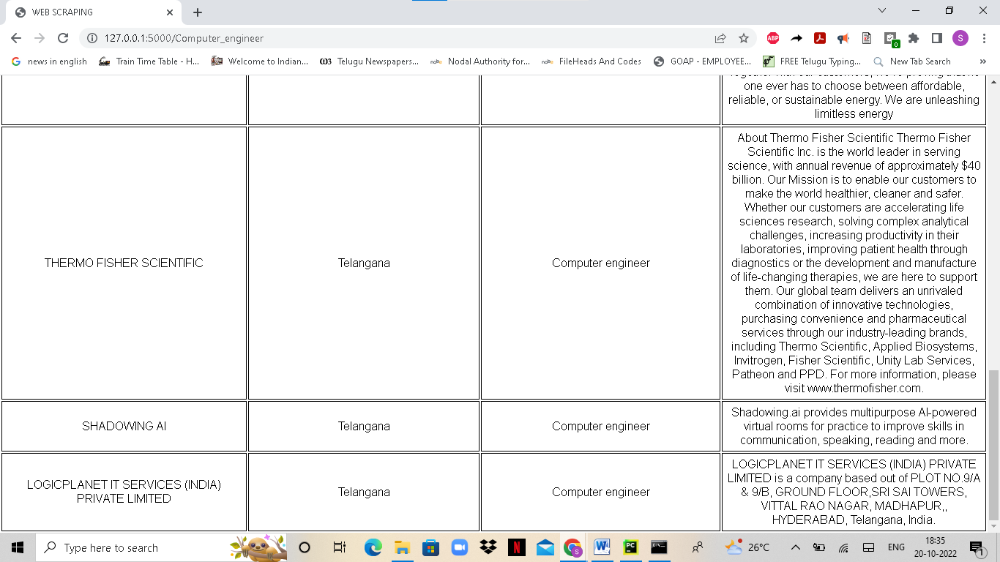 WEB SCRAPING
127.0.0.1:5000/Computer_engineer
ABP
0
S
G news in english
Train Time Table - H...
Welcome to Indian...
Telugu Newspapers...
Nodal Authority for...
FileHeads And Codes
GOAP - EMPLOYEE...
FREE Telugu Typing...
New Tab Search
»
one ever has to choose between affordable,
reliable, or sustainable energy. We are unleashing
limitless energy
THERMO FISHER SCIENTIFIC
Telangana
Computer engineer
About Thermo Fisher Scientific Thermo Fisher
Scientific Inc. is the world leader in serving
science, with annual revenue of approximately $40
billion. Our Mission is to enable our customers to
make the world healthier, cleaner and safer.
Whether our customers are accelerating life
sciences research, solving complex analytical
challenges, increasing productivity in their
laboratories, improving patient health through
diagnostics or the development and manufacture
of life-changing therapies, we are here to support
them. Our global team delivers an unrivaled
combination of innovative technologies,
purchasing convenience and pharmaceutical
services through our industry-leading brands,
including Thermo Scientific, Applied Biosystems,
Invitrogen, Fisher Scientific, Unity Lab Services,
Patheon and PPD. For more information, please
visit www.thermofisher.com.
SHADOWING AI
Telangana
Computer engineer
Shadowing.ai provides multipurpose AI-powered
virtual rooms for practice to improve skills in
communication, speaking, reading and more.
LOGICPLANET IT SERVICES (INDIA)
PRIVATE LIMITED
Telangana
Computer engineer
LOGICPLANET IT SERVICES (INDIA) PRIVATE
LIMITED is a company based out of PLOT NO.9/A
& 9/B, GROUND FLOOR,SRI SAI TOWERS,
VITTAL RAO NAGAR, MADHAPUR,,
HYDERABAD, Telangana, India.
Type here to search
N
S
W
PC
26°C
ENG
18:35
20-10-2022
1